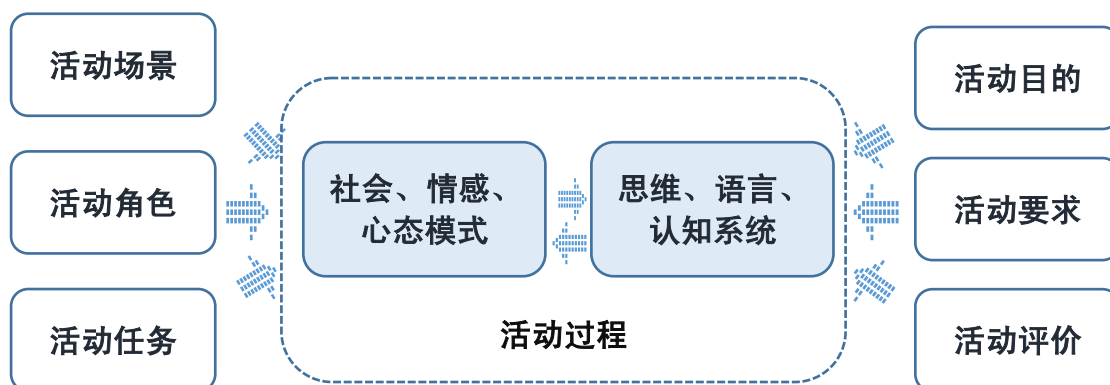 活动场景
活动角色
活动任务
社会、情感、
心态模式
思维、语言、
认知系统
活动过程
活动目的
活动要求
活动评价